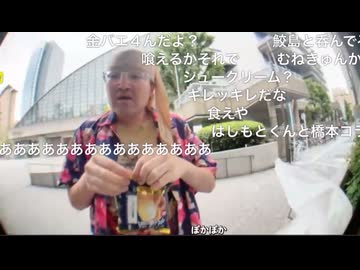 金バエ4んだよ?
鮫島と呑んでそ
喰えるかそれで
むねきゅんか
シュークリーム?
キレッキレだな
食えや
はしもとくんと橋本コラ
ああああああああああああああ
ぽかぽか